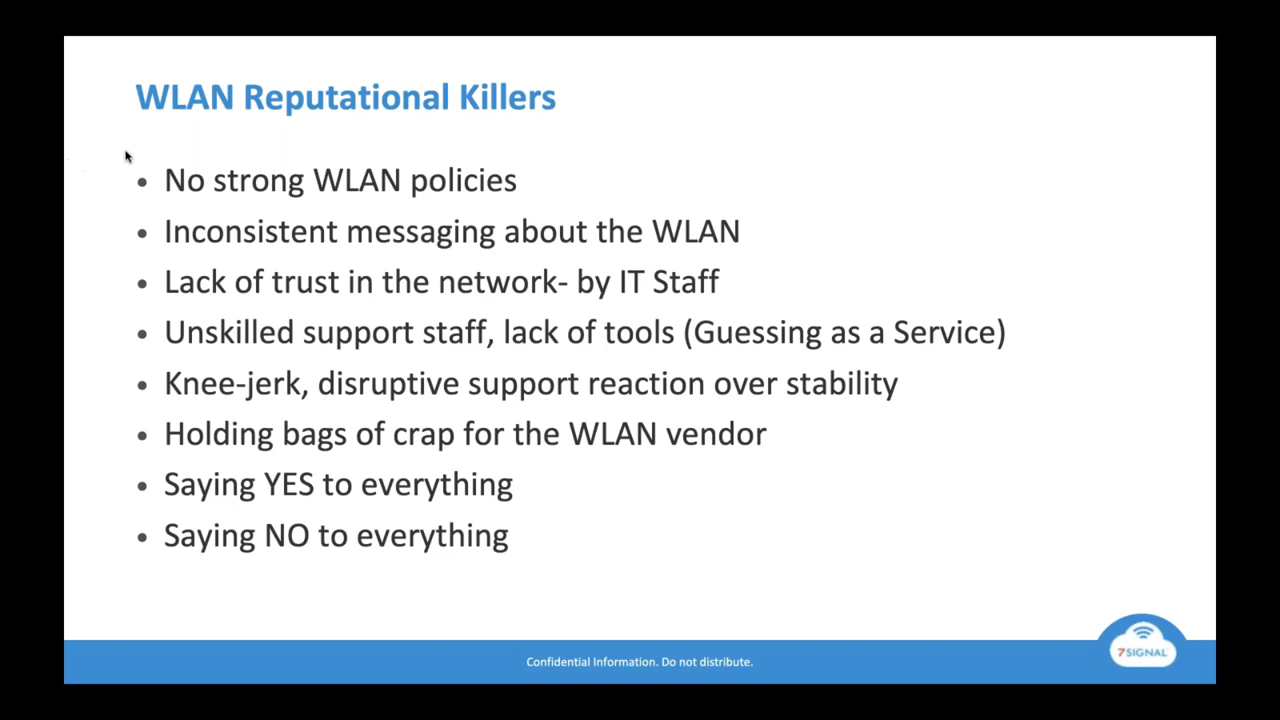 WLAN Reputational Killers
• No strong WLAN policies
• Inconsistent messaging about the WLAN
• Lack of trust in the network- by IT Staff
• Unskilled support staff, lack of tools (Guessing as a Service)
• Knee-jerk, disruptive support reaction over stability
• Holding bags of crap for the WLAN vendor
• Saying YES to everything
• Saying NO to everything
Confidential Information. Do not distribute.
7SIGNAL